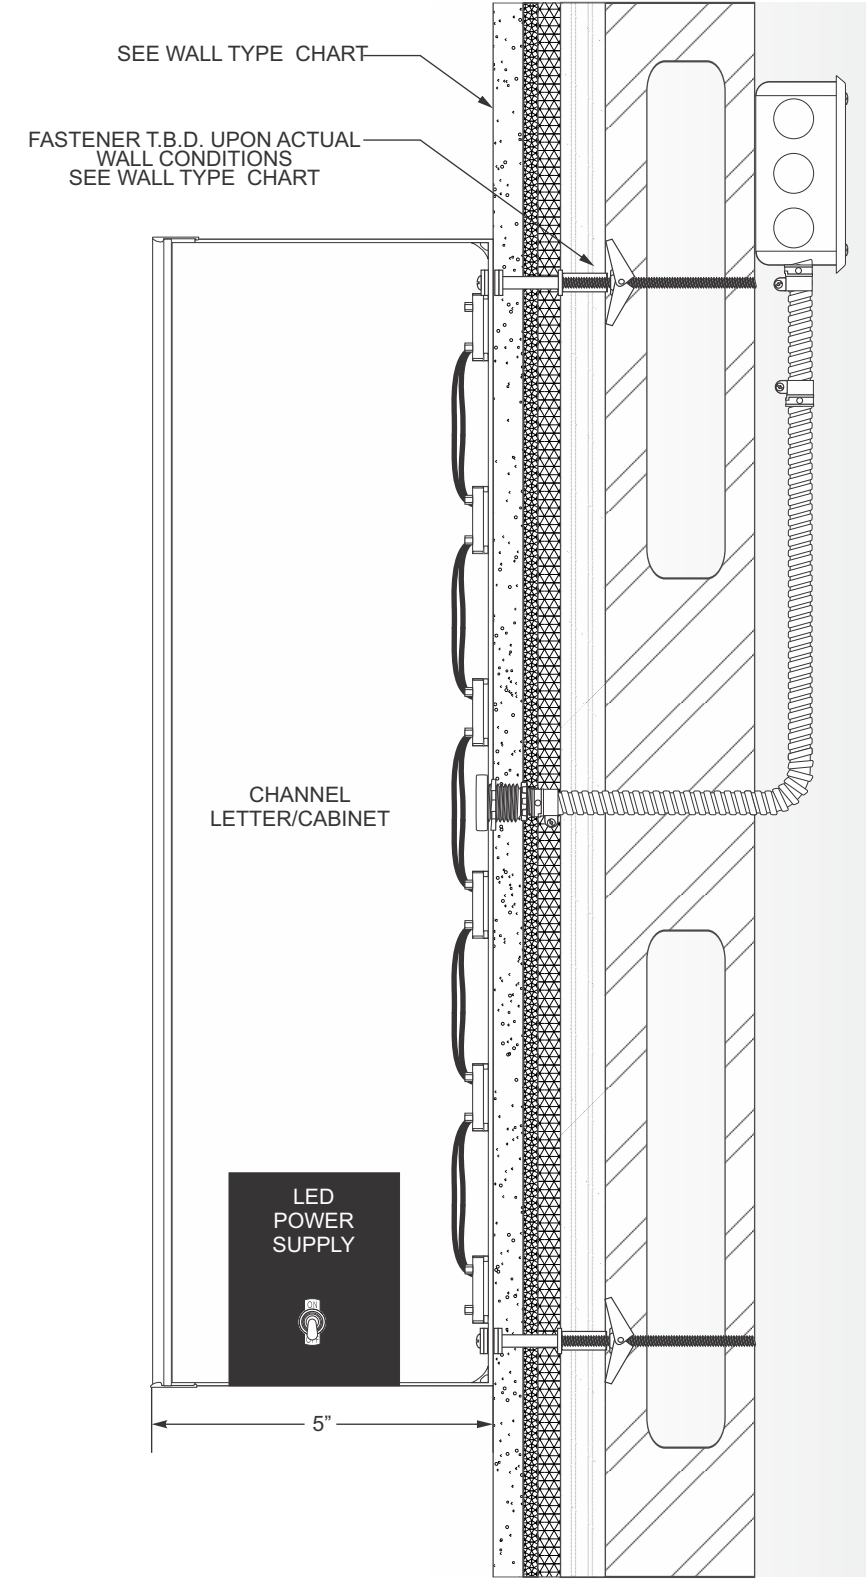 SEE WALL TYPE CHART
FASTENER T.B.D. UPON ACTUAL
WALL CONDITIONS
SEE WALL TYPE CHART
CHANNEL
LETTER/CABINET
LED
POWER
SUPPLY
ON
5”